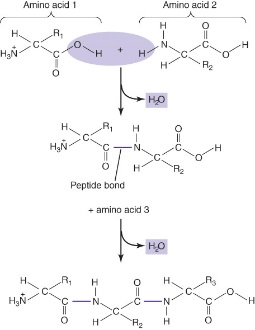 Amino acid 1 Amino acid 2
H R₁ O H + H H O O H
H₃N⁺ C C O N C C R₂ H
H₂O
H R₁ H O O H
H₃N⁺ C C O N C C H R₂
Peptide bond
+ amino acid 3
H₂O
H R₁ H O H R₃ O H
H₃N⁺ C C O N C C H R₂ N H C C O